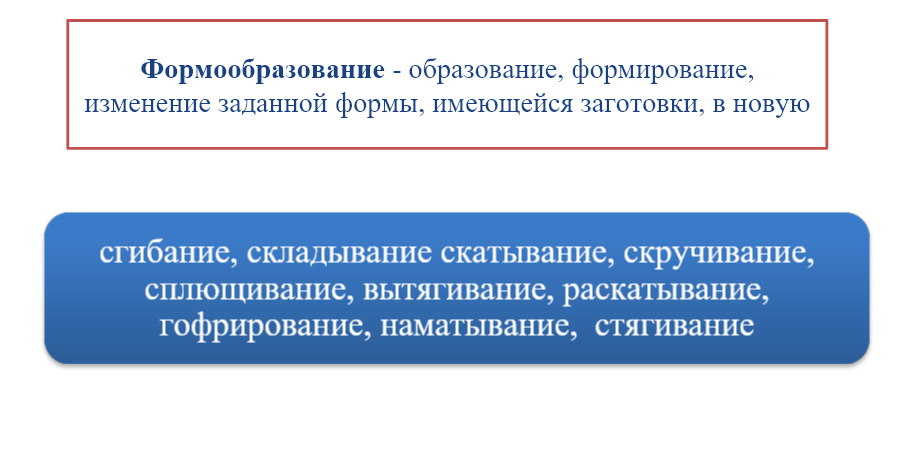 Формообразование - образование, формирование,
изменение заданной формы, имеющейся заготовки, в новую
сгибание, складывание скатывание, скручивание,
сплющивание, вытягивание, раскатывание,
гофрирование, наматывание, стягивание